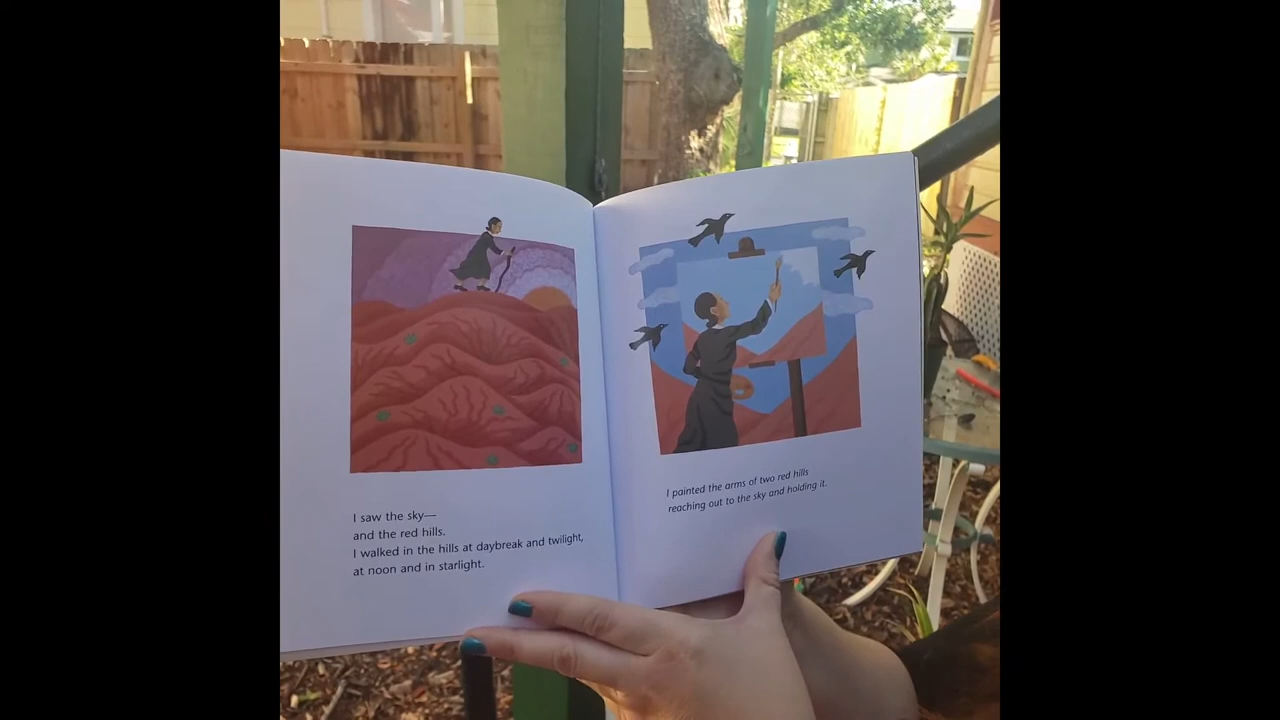 I saw the sky—
and the red hills.
I walked in the hills at daybreak and twilight,
at noon and in starlight.
I painted the arms of two red hills
reaching out to the sky and holding it.